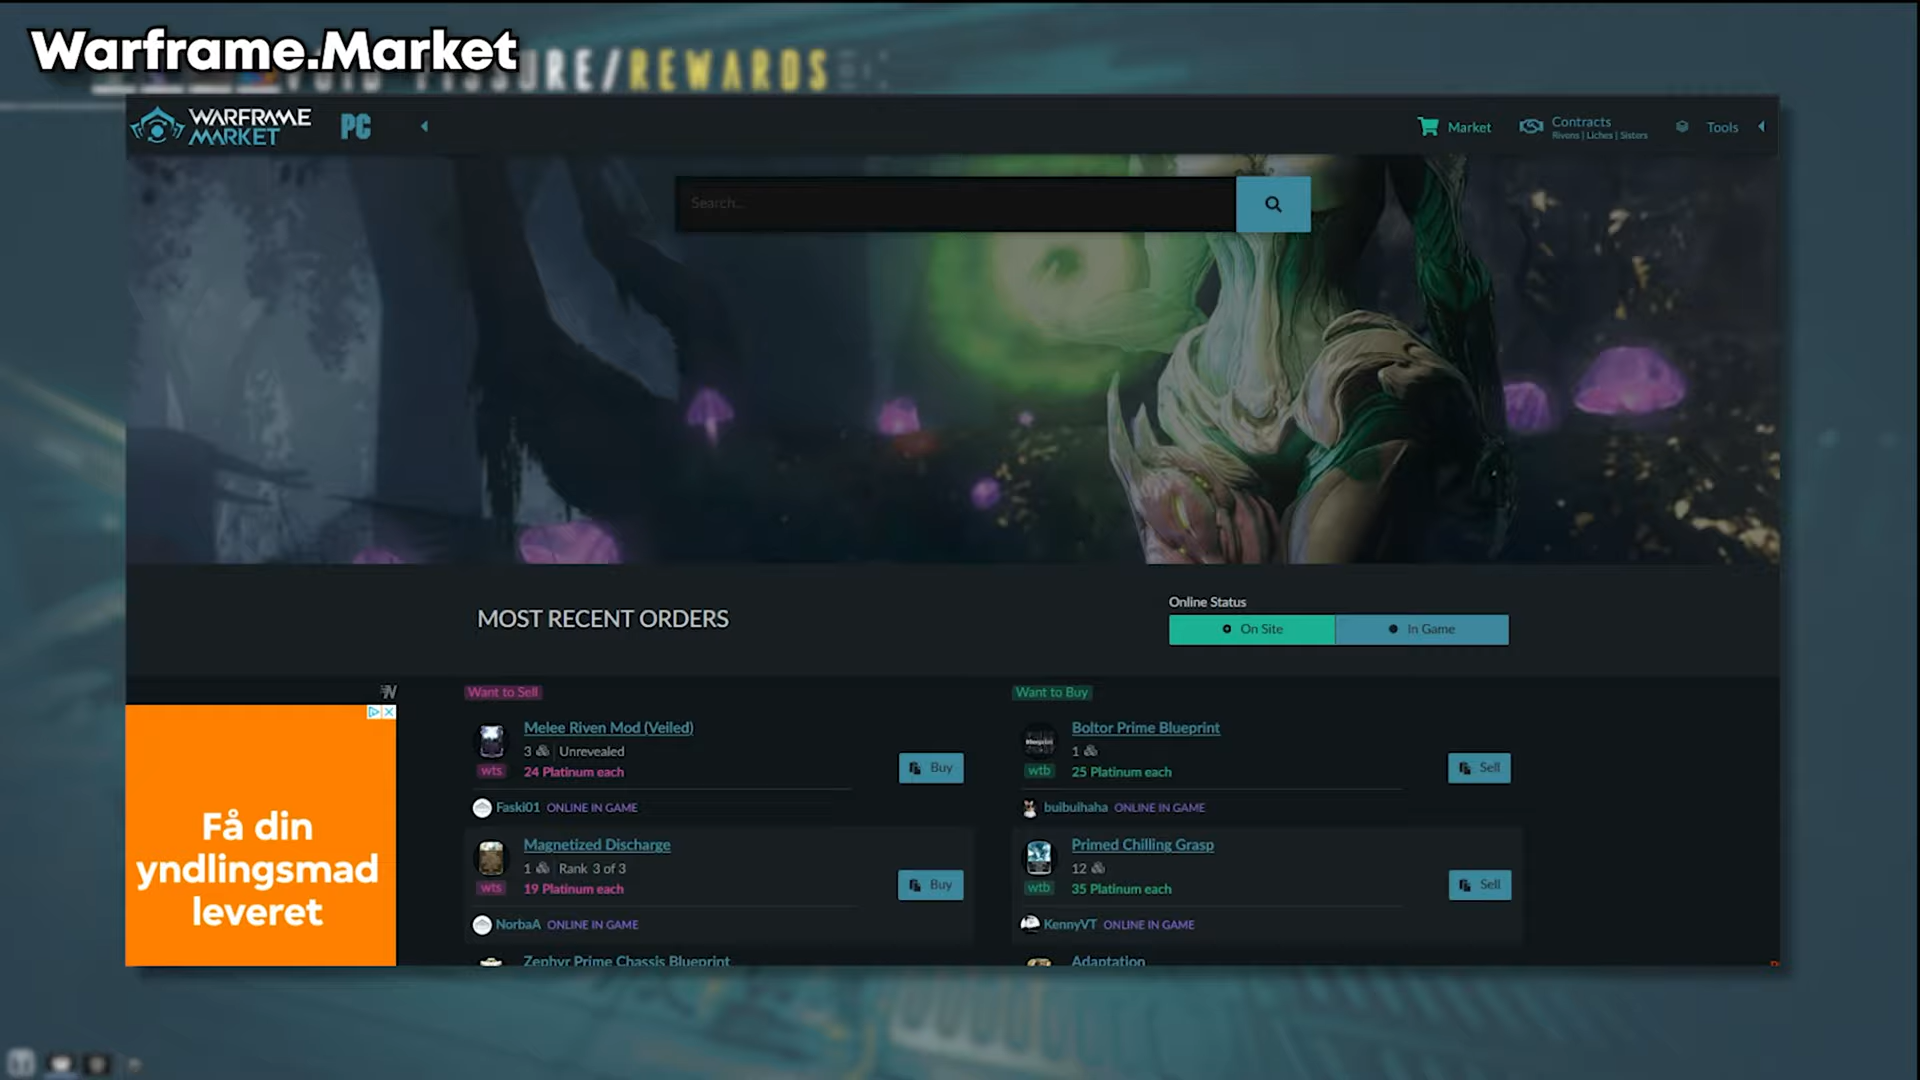 Warframe.Market
SURE/REWARDS
WARFRAME
MARKET
PC
Market
Contracts
Rivens | Liches | Sisters
Tools
Search...
MOST RECENT ORDERS
Online Status
On Site
In Game
Want to Sell
Melee Riven Mod (Veiled)
3 Unrevealed
wts
24 Platinum each
Buy
Faski01 ONLINE IN GAME
Magnetized Discharge
1 Rank 3 of 3
wts
19 Platinum each
Buy
NorbaA ONLINE IN GAME
Zephyr Prime Chassis Blueprint
Want to Buy
Boltor Prime Blueprint
Blueprint
1
wtb
25 Platinum each
Sell
buibuihaha ONLINE IN GAME
Primed Chilling Grasp
12
wtb
35 Platinum each
Sell
KennyVT ONLINE IN GAME
Adaptation
Få din
yndlingsmad
leveret